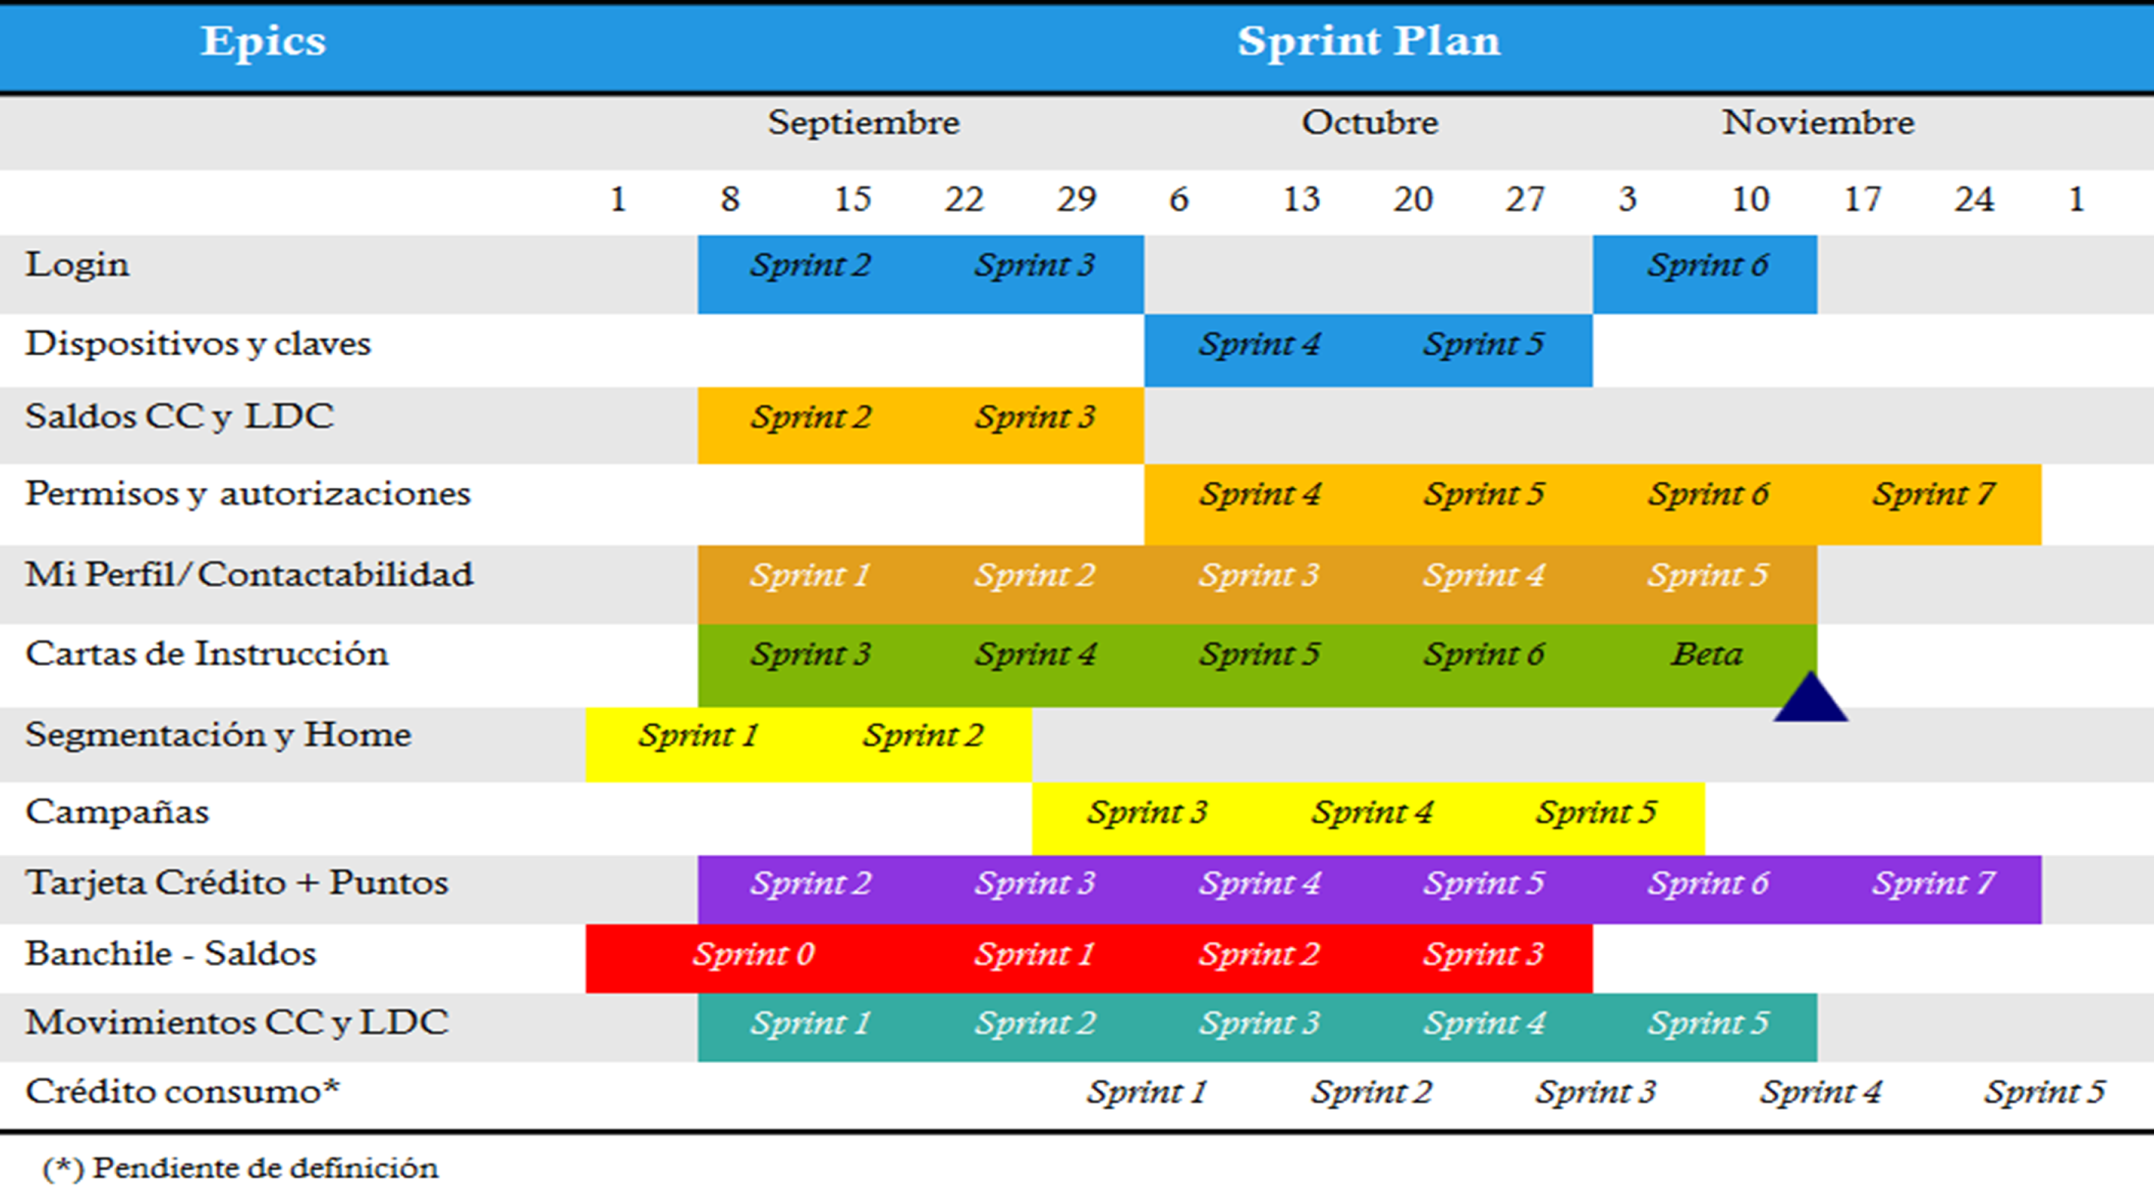 Epics Sprint Plan
Septiembre Octubre Noviembre
1 8 15 22 29 6 13 20 27 3 10 17 24 1
Login Sprint 2 Sprint 3 Sprint 6
Dispositivos y claves Sprint 4 Sprint 5
Saldos CC y LDC Sprint 2 Sprint 3
Permisos y autorizaciones Sprint 4 Sprint 5 Sprint 6 Sprint 7
Mi Perfil/Contactabilidad Sprint 1 Sprint 2 Sprint 3 Sprint 4 Sprint 5
Cartas de Instrucción Sprint 3 Sprint 4 Sprint 5 Sprint 6 Beta
Segmentación y Home Sprint 1 Sprint 2
Campañas Sprint 3 Sprint 4 Sprint 5
Tarjeta Crédito + Puntos Sprint 2 Sprint 3 Sprint 4 Sprint 5 Sprint 6 Sprint 7
Banchile - Saldos Sprint 0 Sprint 1 Sprint 2 Sprint 3
Movimientos CC y LDC Sprint 1 Sprint 2 Sprint 3 Sprint 4 Sprint 5
Crédito consumo* Sprint 1 Sprint 2 Sprint 3 Sprint 4 Sprint 5
(*) Pendiente de definición